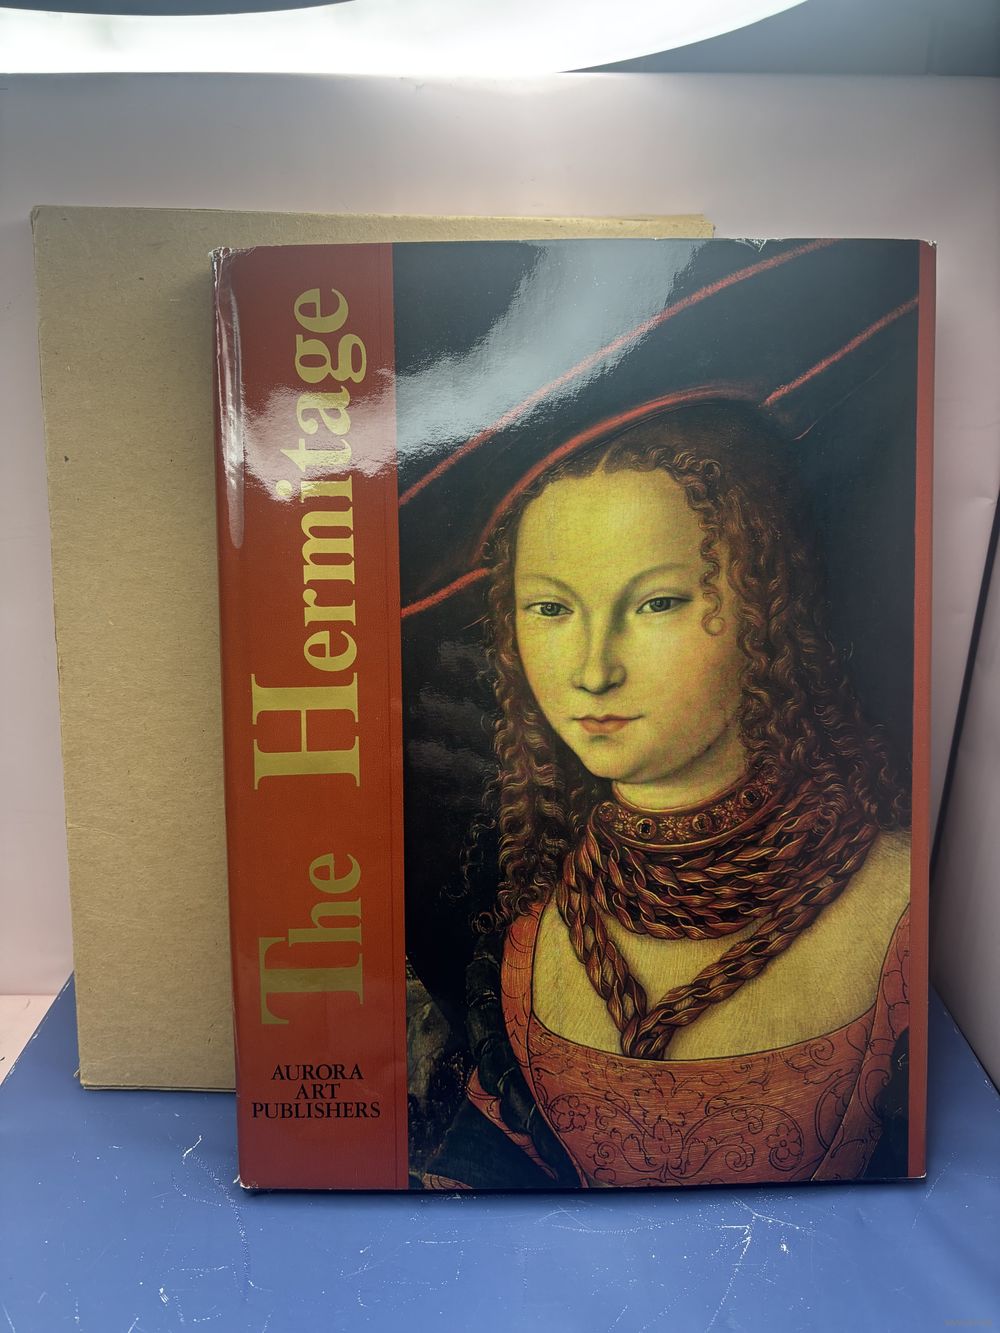 The Hermitage
AURORA
ART
PUBLISHERS